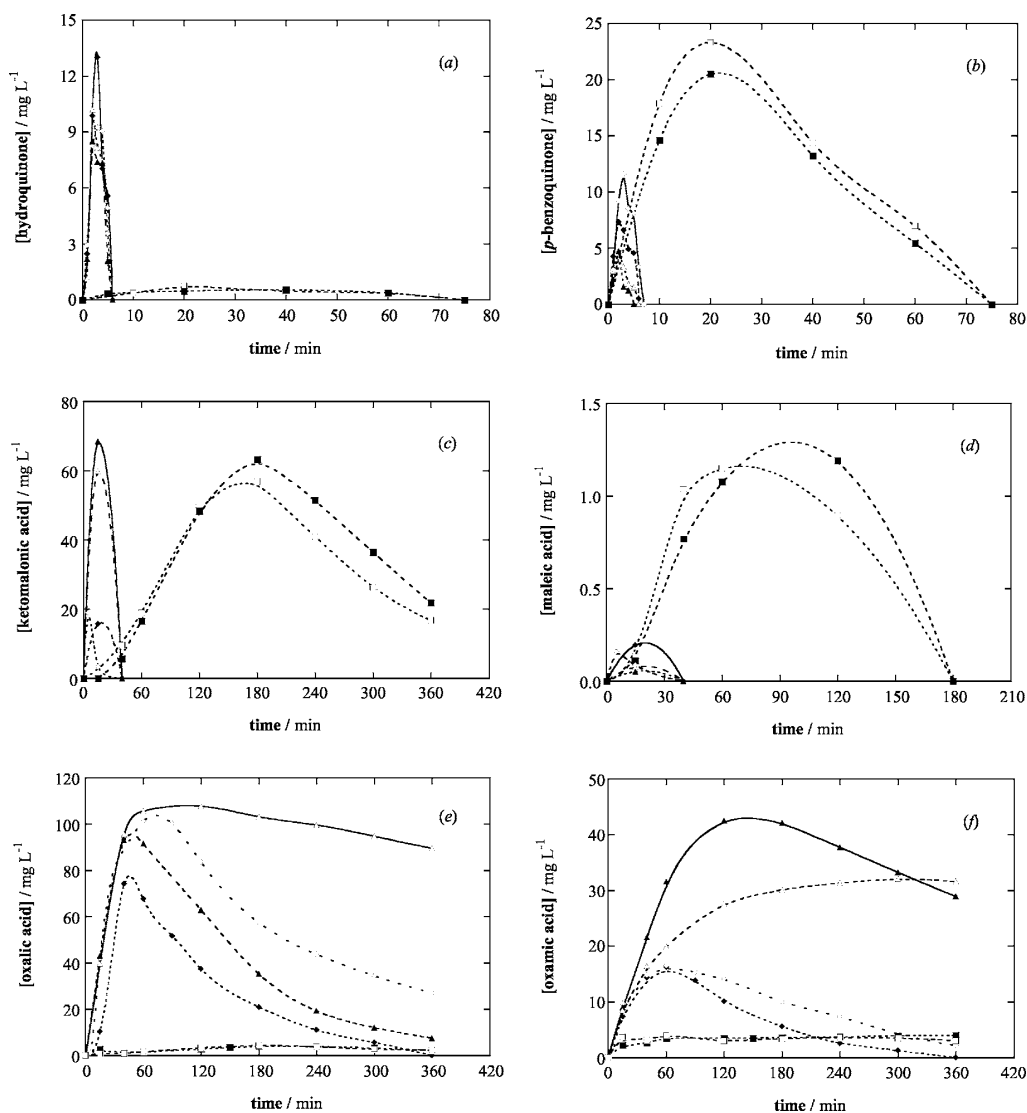 [hydroquinone] / mg L⁻¹
15
12
9
6
3
0
(a)
0 10 20 30 40 50 60 70 80
time / min
[p-benzoquinone] / mg L⁻¹
25
20
15
10
5
0
(b)
0 10 20 30 40 50 60 70 80
time / min
[ketomalonic acid] / mg L⁻¹
80
60
40
20
0
(c)
0 60 120 180 240 300 360 420
time / min
[maleic acid] / mg L⁻¹
1.5
1.0
0.5
0.0
(d)
0 30 60 90 120 150 180 210
time / min
[oxalic acid] / mg L⁻¹
120
100
80
60
40
20
0
(e)
0 60 120 180 240 300 360 420
time / min
[oxamic acid] / mg L⁻¹
50
40
30
20
10
0
(f)
0 60 120 180 240 300 360 420
time / min